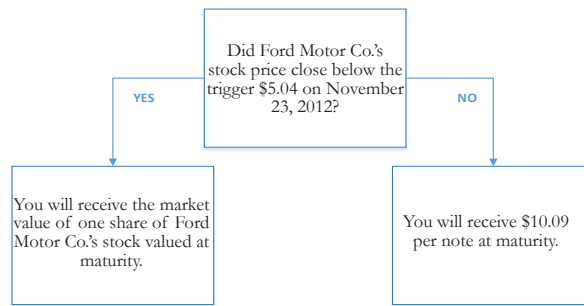 Did Ford Motor Co.'s
stock price close below the
trigger $5.04 on November
23, 2012?
YES
NO
You will receive the market
value of one share of Ford
Motor Co.'s stock valued at
maturity.
You will receive $10.09
per note at maturity.